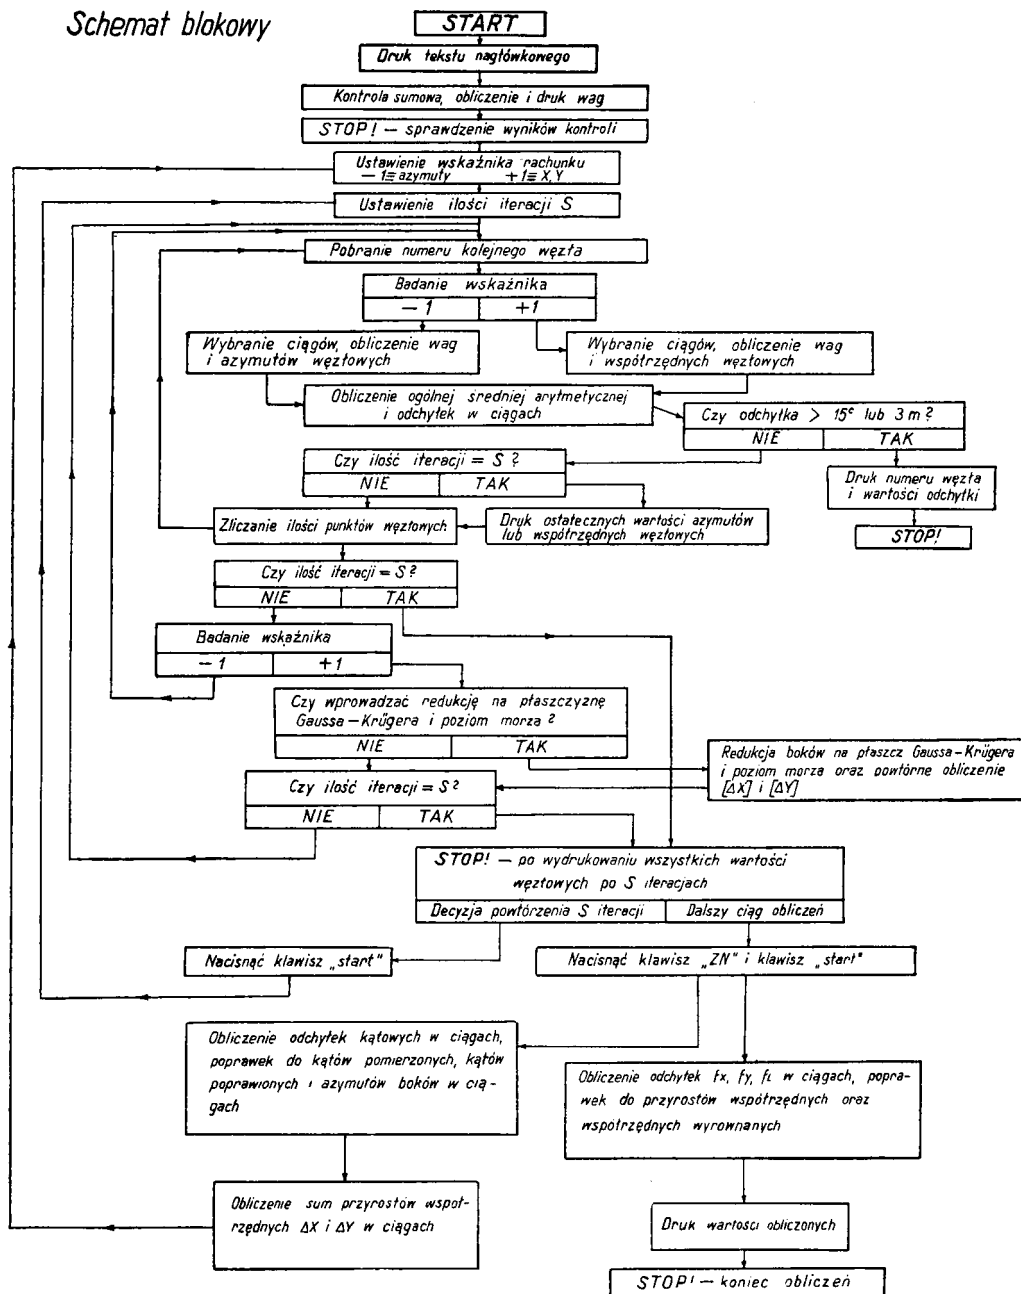 Schemat blokowy
START
Druk tekstu nagłówkowego
Kontrola sumowa, obliczenie i druk wag
STOP! — sprawdzenie wyników kontroli
Ustawienie wskaźnika rachunku
— 1≡ azymuty +1≡ X, Y
Ustawienie ilości iteracji S
Pobranie numeru kolejnego węzła
Badanie wskaźnika
— 1 +1
Wybranie ciągów, obliczenie wag
i azymutów węzłowych
Wybranie ciągów, obliczenie wag
i współrzędnych węzłowych
Obliczenie ogólnej średniej arytmetycznej
i odchyłek w ciągach
Czy odchyłka > 15ᶜ lub 3 m?
NIE TAK
Druk numeru węzła
i wartości odchyłki
STOP!
Czy ilość iteracji = S?
NIE TAK
Zliczanie ilości punktów węzłowych
Druk ostatecznych wartości azymutów
lub współrzędnych węzłowych
Czy ilość iteracji = S?
NIE TAK
Badanie wskaźnika
— 1 +1
Czy wprowadzać redukcję na płaszczyznę
Gaussa—Krügera i poziom morza?
NIE TAK
Redukcja boków na płaszcz Gaussa—Krügera
i poziom morza oraz powtórne obliczenie
[ΔX] i [ΔY]
Czy ilość iteracji = S?
NIE TAK
STOP! — po wydrukowaniu wszystkich wartości
węzłowych po S iteracjach
Decyzja powtórzenia S iteracji Dalszy ciąg obliczeń
Nacisnąć klawisz „start"
Nacisnąć klawisz „ZN" i klawisz „start"
Obliczenie odchyłek kątowych w ciągach,
poprawek do kątów pomierzonych, kątów
poprawionych i azymutów boków w cią-
gach
Obliczenie odchyłek fx, fy, fL w ciągach, popra-
wek do przyrostów współrzędnych oraz
współrzędnych wyrównanych
Obliczenie sum przyrostów współ-
rzędnych ΔX i ΔY w ciągach
Druk wartości obliczonych
STOP! — koniec obliczeń